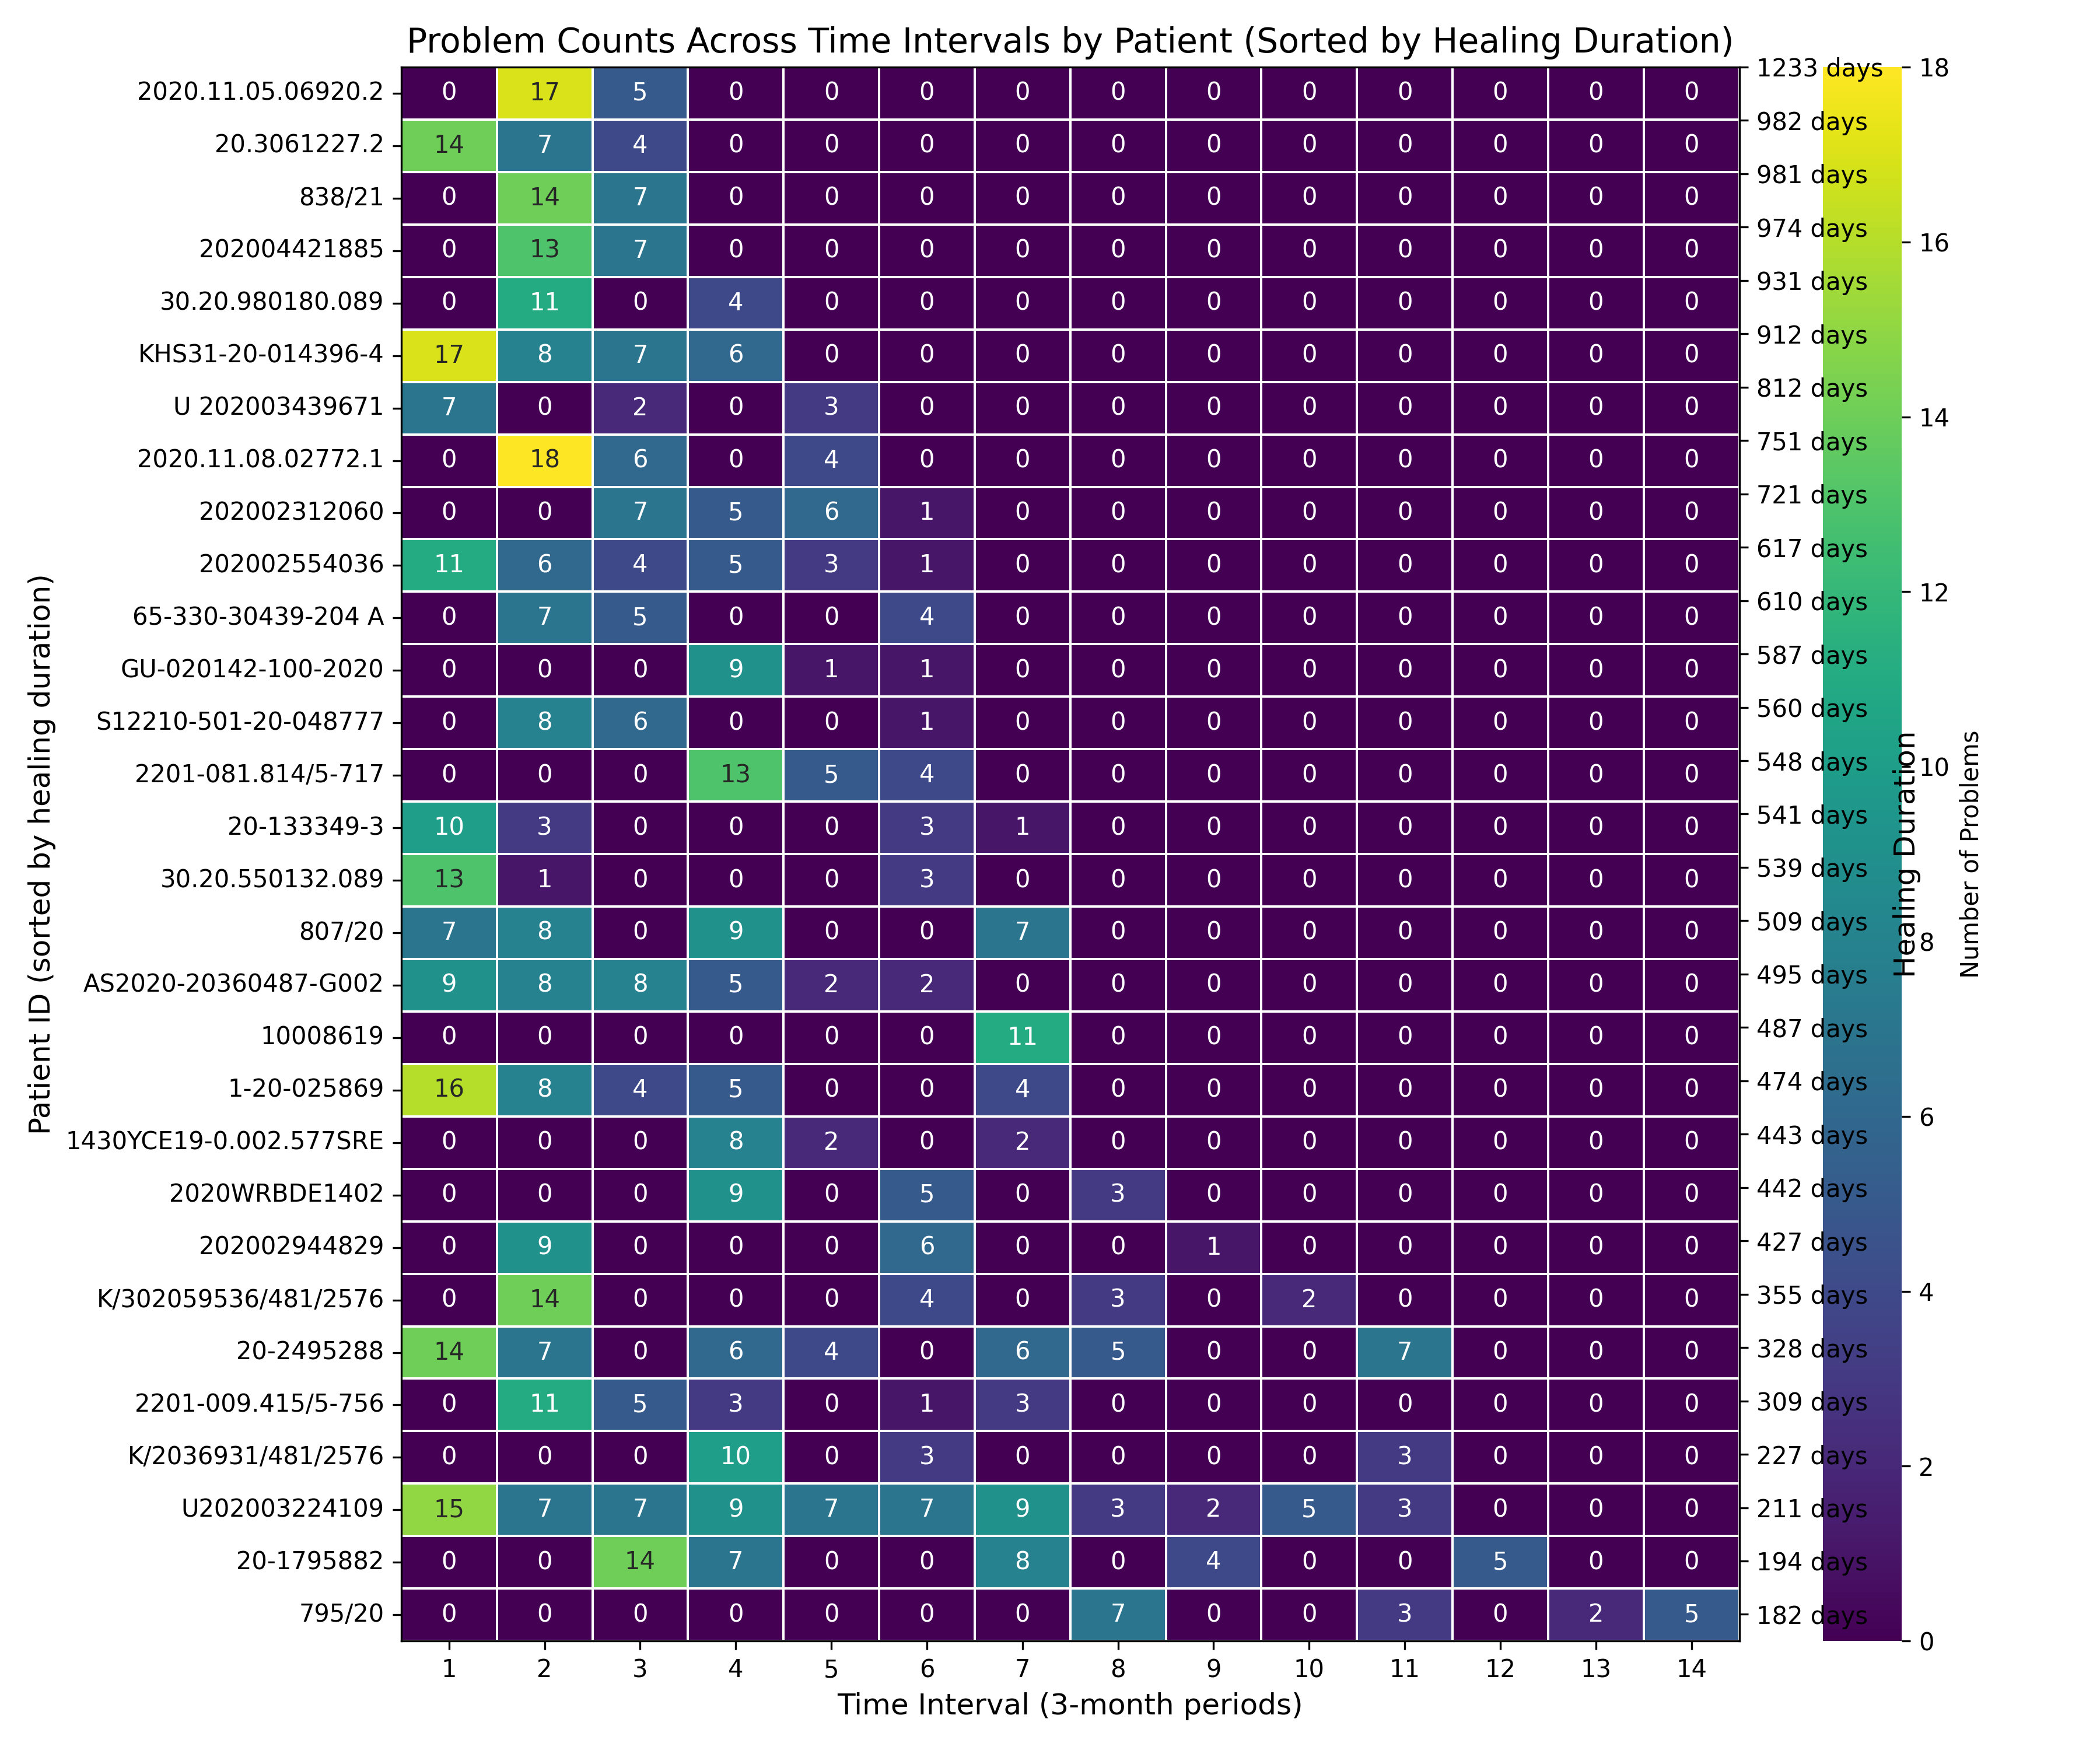 Problem Counts Across Time Intervals by Patient (Sorted by Healing Duration)
2020.11.05.06920.2 0 17 5 0 0 0 0 0 0 0 0 0 0 0 1233 days
20.3061227.2 14 7 4 0 0 0 0 0 0 0 0 0 0 0 982 days
838/21 0 14 7 0 0 0 0 0 0 0 0 0 0 0 981 days
202004421885 0 13 7 0 0 0 0 0 0 0 0 0 0 0 974 days
30.20.980180.089 0 11 0 4 0 0 0 0 0 0 0 0 0 0 931 days
KHS31-20-014396-4 17 8 7 6 0 0 0 0 0 0 0 0 0 0 912 days
U 202003439671 7 0 2 0 3 0 0 0 0 0 0 0 0 0 812 days
2020.11.08.02772.1 0 18 6 0 4 0 0 0 0 0 0 0 0 0 751 days
202002312060 0 0 7 5 6 1 0 0 0 0 0 0 0 0 721 days
202002554036 11 6 4 5 3 1 0 0 0 0 0 0 0 0 617 days
65-330-30439-204 A 0 7 5 0 0 4 0 0 0 0 0 0 0 0 610 days
GU-020142-100-2020 0 0 0 9 1 1 0 0 0 0 0 0 0 0 587 days
S12210-501-20-048777 0 8 6 0 0 1 0 0 0 0 0 0 0 0 560 days
2201-081.814/5-717 0 0 0 13 5 4 0 0 0 0 0 0 0 0 548 days
20-133349-3 10 3 0 0 0 3 1 0 0 0 0 0 0 0 541 days
30.20.550132.089 13 1 0 0 0 3 0 0 0 0 0 0 0 0 539 days
807/20 7 8 0 9 0 0 7 0 0 0 0 0 0 0 509 days
AS2020-20360487-G002 9 8 8 5 2 2 0 0 0 0 0 0 0 0 495 days
10008619 0 0 0 0 0 0 11 0 0 0 0 0 0 0 487 days
1-20-025869 16 8 4 5 0 0 4 0 0 0 0 0 0 0 474 days
1430YCE19-0.002.577SRE 0 0 0 8 2 0 2 0 0 0 0 0 0 0 443 days
2020WRBDE1402 0 0 0 9 0 5 0 3 0 0 0 0 0 0 442 days
202002944829 0 9 0 0 0 6 0 0 1 0 0 0 0 0 427 days
K/302059536/481/2576 0 14 0 0 0 4 0 3 0 2 0 0 0 0 355 days
20-2495288 14 7 0 6 4 0 6 5 0 0 7 0 0 0 328 days
2201-009.415/5-756 0 11 5 3 0 1 3 0 0 0 0 0 0 0 309 days
K/2036931/481/2576 0 0 0 10 0 3 0 0 0 0 3 0 0 0 227 days
U202003224109 15 7 7 9 7 7 9 3 2 5 3 0 0 0 211 days
20-1795882 0 0 14 7 0 0 8 0 4 0 0 5 0 0 194 days
795/20 0 0 0 0 0 0 0 7 0 0 3 0 2 5 182 days
1 2 3 4 5 6 7 8 9 10 11 12 13 14
Time Interval (3-month periods)
Patient ID (sorted by healing duration)
Healing Duration
18
16
14
12
10
8
6
4
2
0
Number of Problems